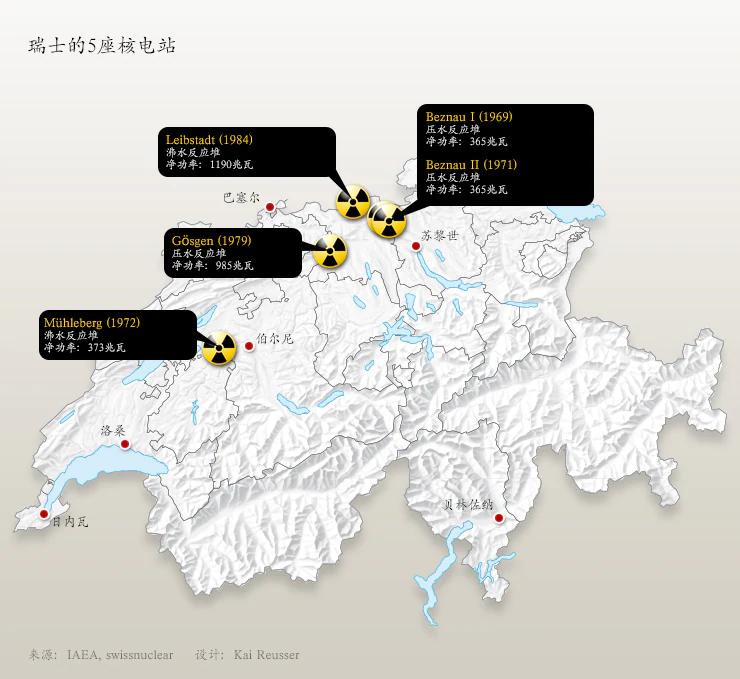 瑞士的5座核电站
Beznau I (1969)
压水反应堆
净功率: 365兆瓦
Beznau II (1971)
压水反应堆
净功率: 365兆瓦
Leibstadt (1984)
沸水反应堆
净功率: 1190兆瓦
巴塞尔
苏黎世
Gösgen (1979)
压水反应堆
净功率: 985兆瓦
Mühleberg (1972)
沸水反应堆
净功率: 373兆瓦
伯尔尼
洛桑
贝林佐纳
日内瓦
来源: IAEA, swissnuclear 设计: Kai Reusser